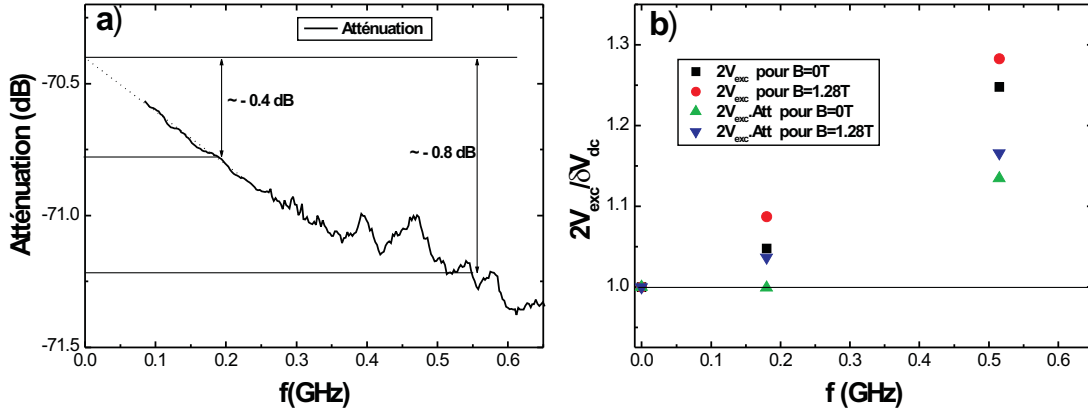 a)
Atténuation
Atténuation (dB)
-70.5
-71.0
-71.5
~ - 0.4 dB
~ - 0.8 dB
0.0 0.1 0.2 0.3 0.4 0.5 0.6
f(GHz)
b)
2Vexc pour B=0T
2Vexc pour B=1.28T
2Vexc.Att pour B=0T
2Vexc.Att pour B=1.28T
2Vexc/δVdc
1.3
1.2
1.1
1.0
0.0 0.1 0.2 0.3 0.4 0.5 0.6
f (GHz)